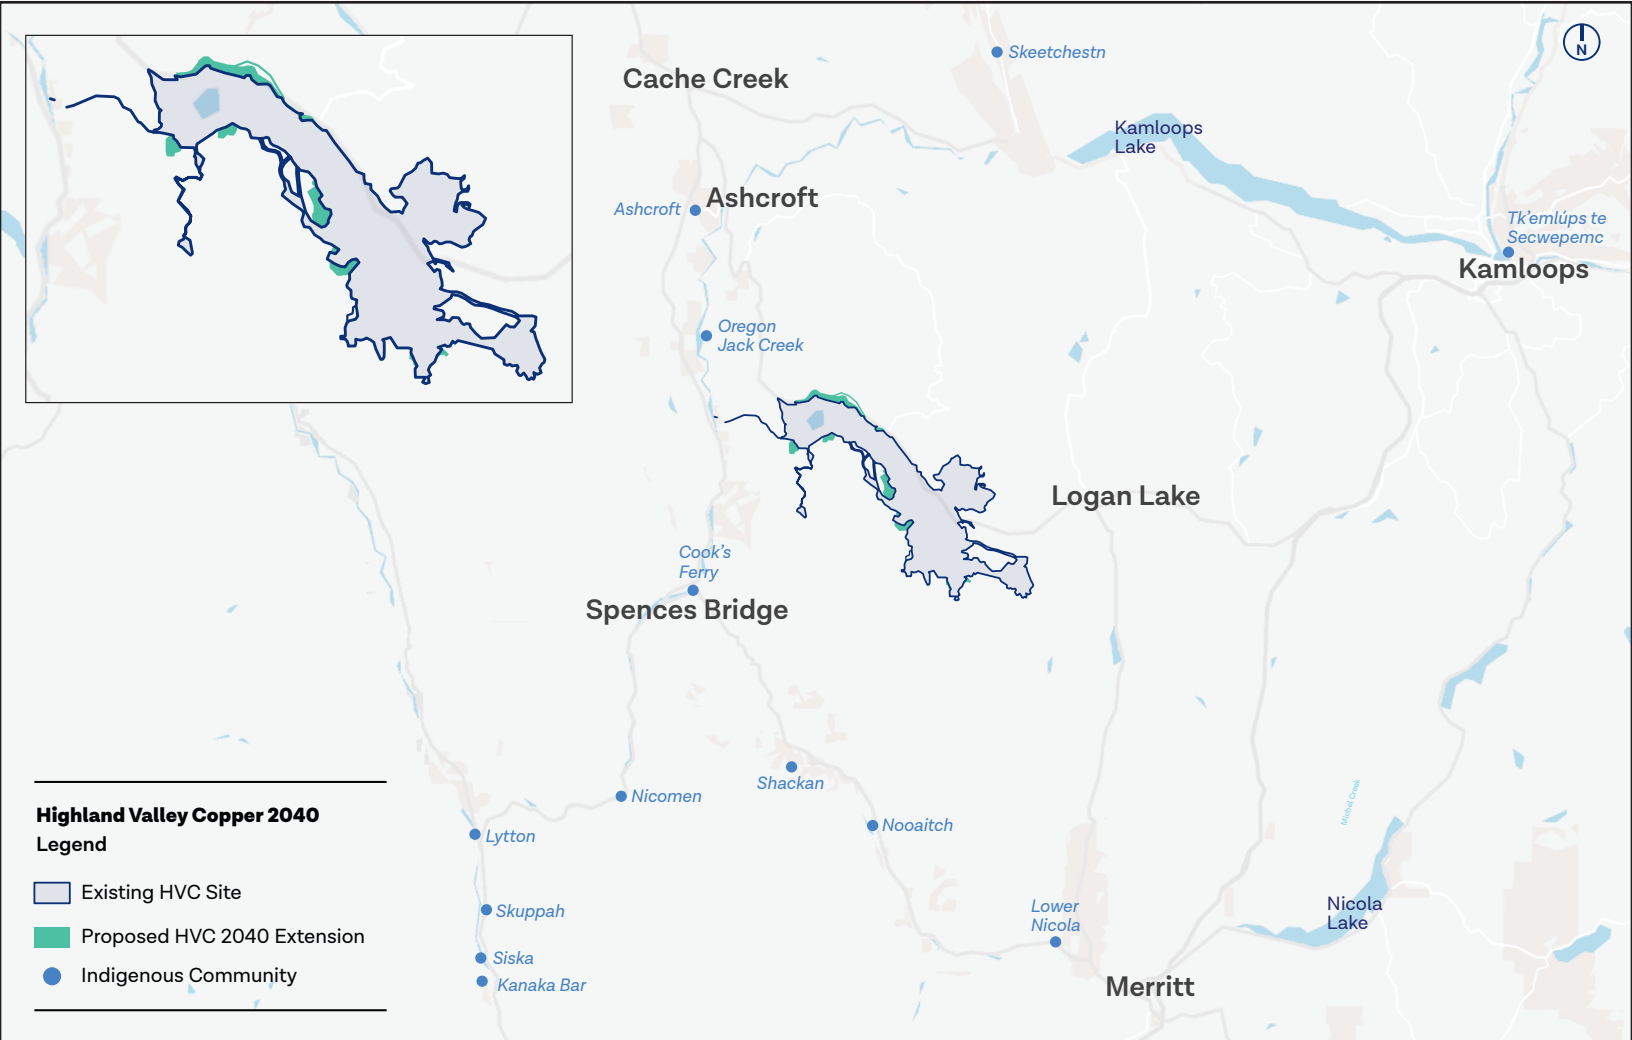 Skeetchestn
N
Cache Creek
Kamloops
Lake
Ashcroft
Ashcroft
Tk'emlúps te
Secwepemc
Kamloops
Oregon
Jack Creek
Logan Lake
Cook's
Ferry
Spences Bridge
Shackan
Nicomen
Nooaitch
Lytton
Michel Creek
Skuppah
Lower
Nicola
Nicola
Lake
Siska
Kanaka Bar
Merritt
Highland Valley Copper 2040
Legend
Existing HVC Site
Proposed HVC 2040 Extension
Indigenous Community